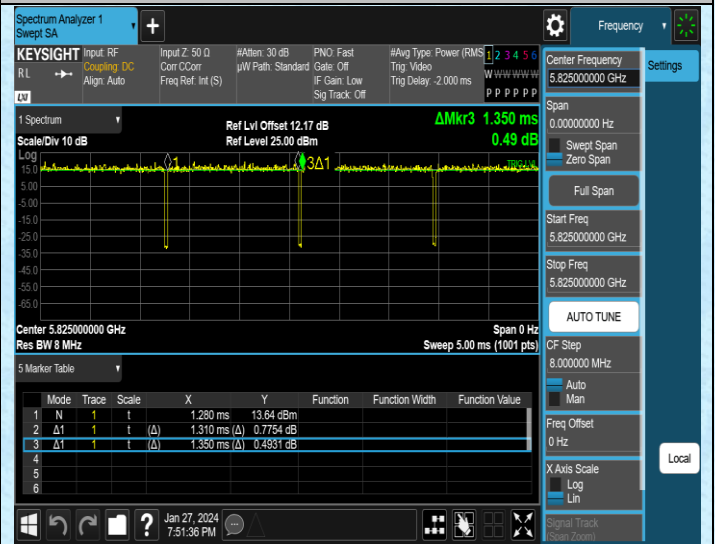 Spectrum Analyzer 1
Swept SA
+
Frequency
KEYSIGHT
RL
LXI
Input: RF
Coupling: DC
Align: Auto
Input Z: 50 Ω
Corr CCorr
Freq Ref: Int (S)
#Atten: 30 dB
µW Path: Standard
PNO: Fast
Gate: Off
IF Gain: Low
Sig Track: Off
#Avg Type: Power (RMS
Trig: Video
Trig Delay: -2.000 ms
1 2 3 4 5 6
W W W W W W
P P P P P P
1 Spectrum
Scale/Div 10 dB
Ref Lvl Offset 12.17 dB
Ref Level 25.00 dBm
ΔMkr3 1.350 ms
0.49 dB
Log
15.0
5.00
-5.00
-15.0
-25.0
-35.0
-45.0
-55.0
-65.0
1
3Δ1
TRIG LVL
Center 5.825000000 GHz
Res BW 8 MHz
Span 0 Hz
Sweep 5.00 ms (1001 pts)
5 Marker Table
Mode Trace Scale X Y Function Function Width Function Value
1 N 1 t 1.280 ms 13.64 dBm
2 Δ1 1 t (Δ) 1.310 ms (Δ) 0.7754 dB
3 Δ1 1 t (Δ) 1.350 ms (Δ) 0.4931 dB
4
5
6
Jan 27, 2024
7:51:36 PM
?
Center Frequency
5.825000000 GHz
Settings
Span
0.00000000 Hz
Swept Span
Zero Span
Full Span
Start Freq
5.825000000 GHz
Stop Freq
5.825000000 GHz
AUTO TUNE
CF Step
8.000000 MHz
Auto
Man
Freq Offset
0 Hz
X Axis Scale
Log
Lin
Local
Signal Track
(Span Zoom)